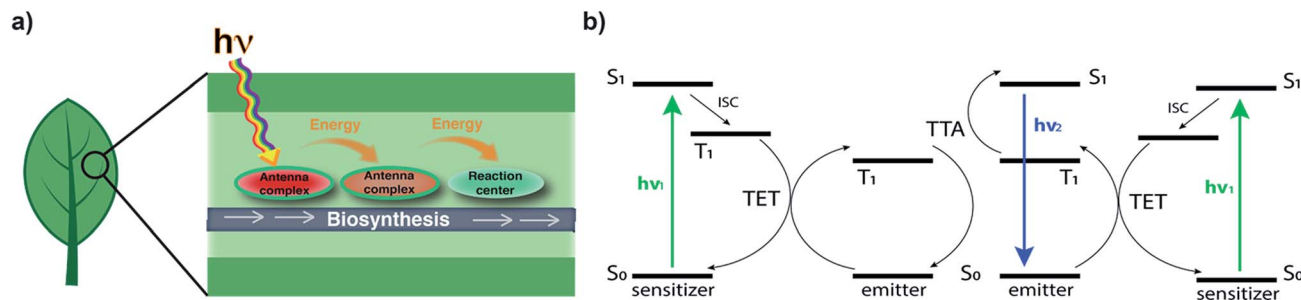 a)
hν
Energy
Energy
Antenna
complex
Antenna
complex
Reaction
center
Biosynthesis
b)
S₁
ISC
T₁
hν₁
TET
S₀
sensitizer
T₁
emitter
TTA
S₁
hν₂
T₁
S₀
emitter
TET
ISC
S₁
hν₁
S₀
sensitizer